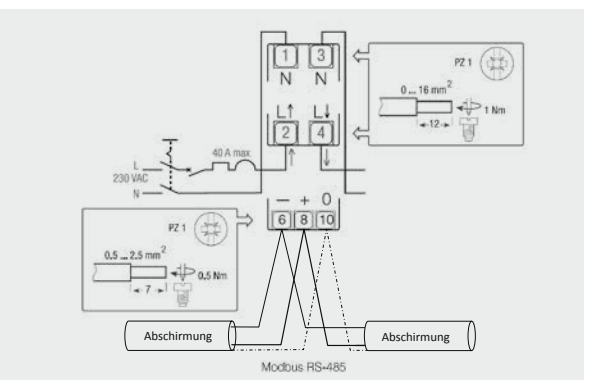 1 3
N N
PZ 1
0 ... 16 mm²
12
1 Nm
L↑ L↓
2 4
40 A max
L
230 VAC
N
− + 0
6 8 10
PZ 1
0.5 ... 2.5 mm²
7
0.5 Nm
Abschirmung Abschirmung
Modbus RS-485